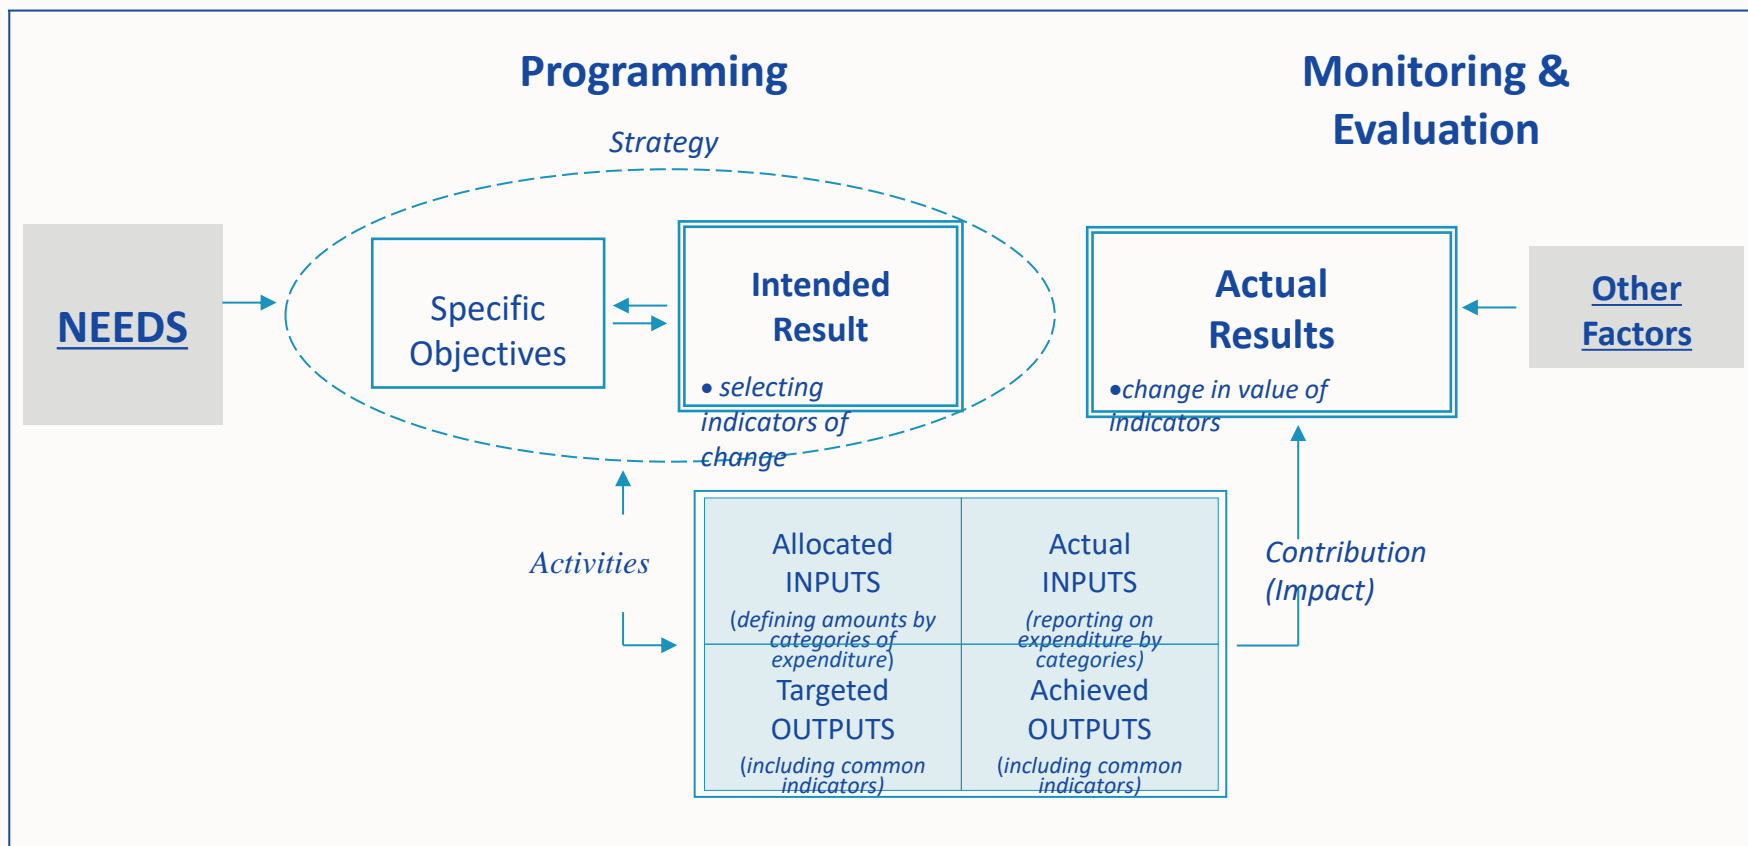 Programming
Monitoring &
Evaluation
Strategy
NEEDS
Specific
Objectives
Intended
Result
• selecting
indicators of
change
Actual
Results
•change in value of
indicators
Other
Factors
Activities
Allocated
INPUTS
(defining amounts by
categories of
expenditure)
Actual
INPUTS
(reporting on
expenditure by
categories)
Targeted
OUTPUTS
(including common
indicators)
Achieved
OUTPUTS
(including common
indicators)
Contribution
(Impact)